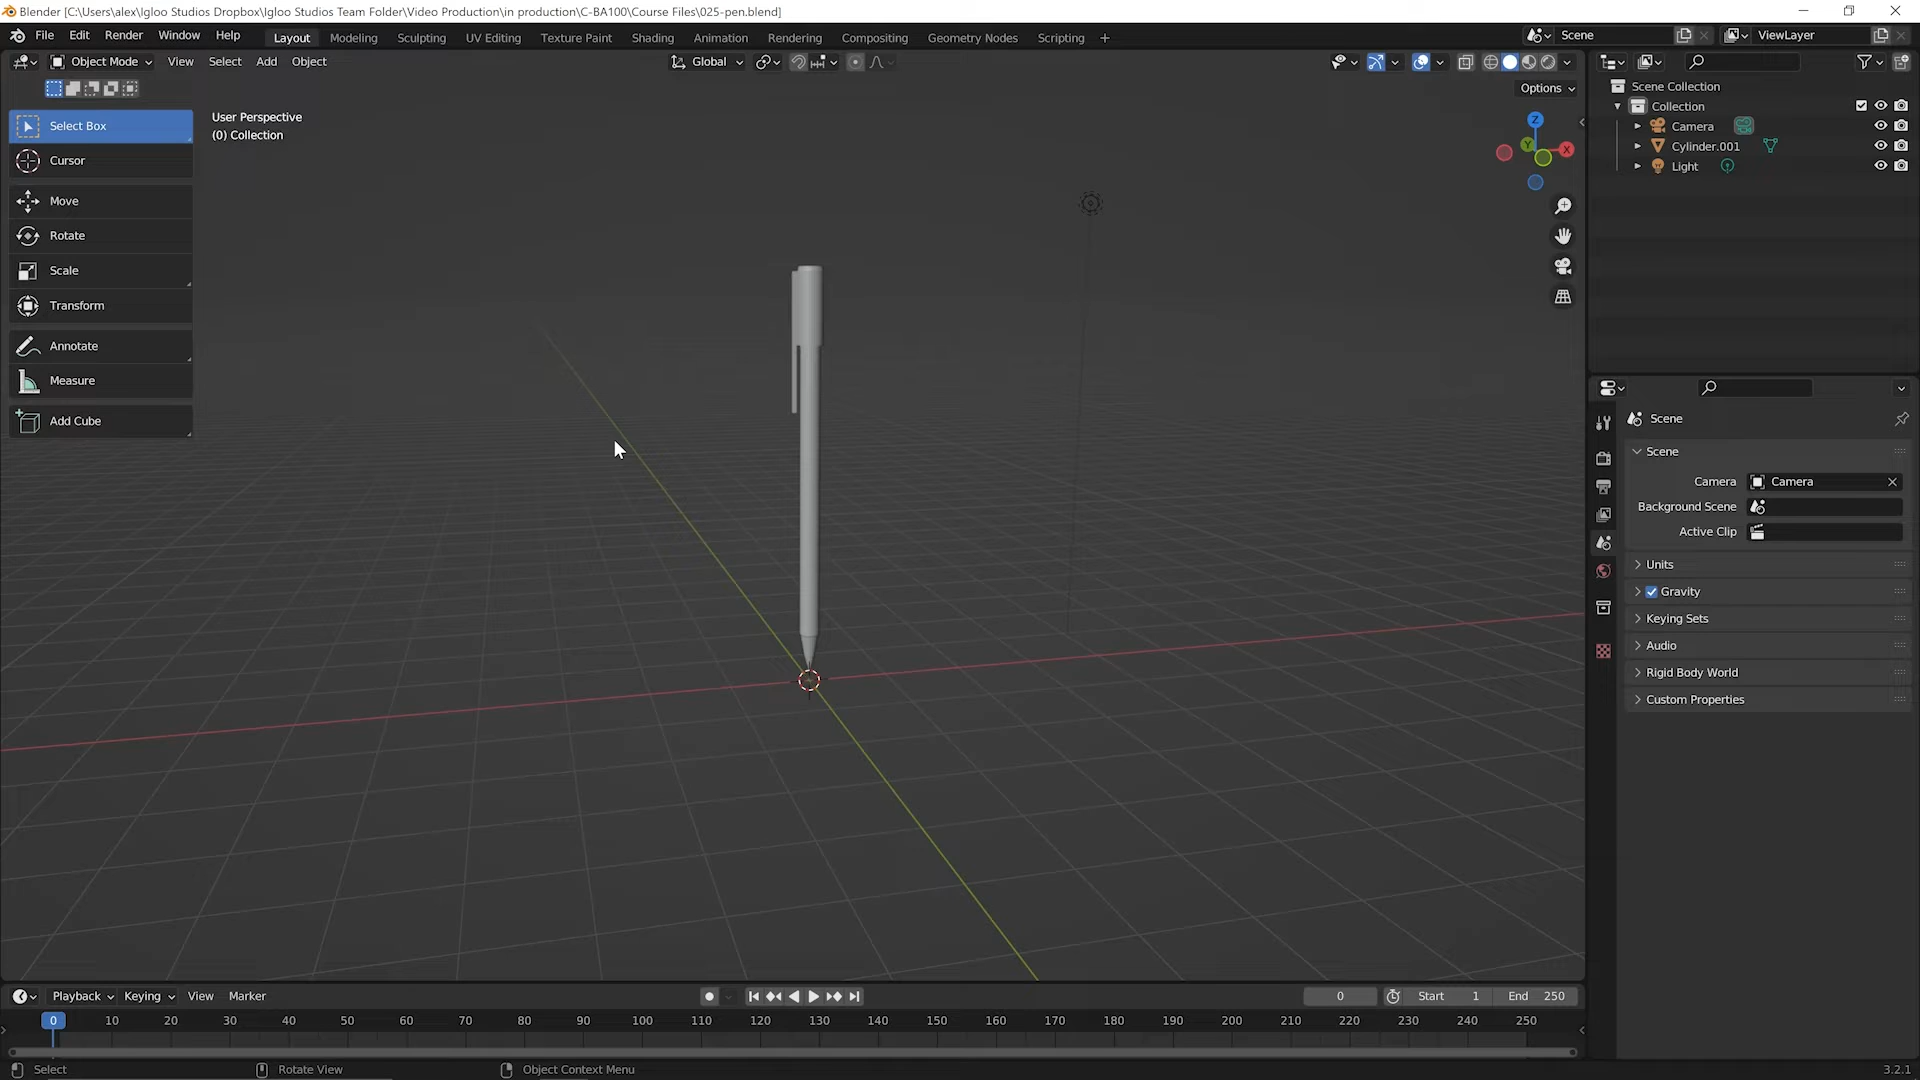 Blender [C:\Users\alex\Igloo Studios Dropbox\Igloo Studios Team Folder\Video Production\in production\C-BA100\Course Files\025-pen.blend]
File Edit Render Window Help Layout Modeling Sculpting UV Editing Texture Paint Shading Animation Rendering Compositing Geometry Nodes Scripting + Scene ViewLayer
Object Mode View Select Add Object Global
Options
User Perspective
(0) Collection
Select Box
Cursor
Move
Rotate
Scale
Transform
Annotate
Measure
Add Cube
Z
Y
X
Scene Collection
Collection
Camera
Cylinder.001
Light
Scene
Scene
Camera Camera
Background Scene
Active Clip
Units
Gravity
Keying Sets
Audio
Rigid Body World
Custom Properties
Playback Keying View Marker 0 Start 1 End 250
0 10 20 30 40 50 60 70 80 90 100 110 120 130 140 150 160 170 180 190 200 210 220 230 240 250
Select Rotate View Object Context Menu 3.2.1